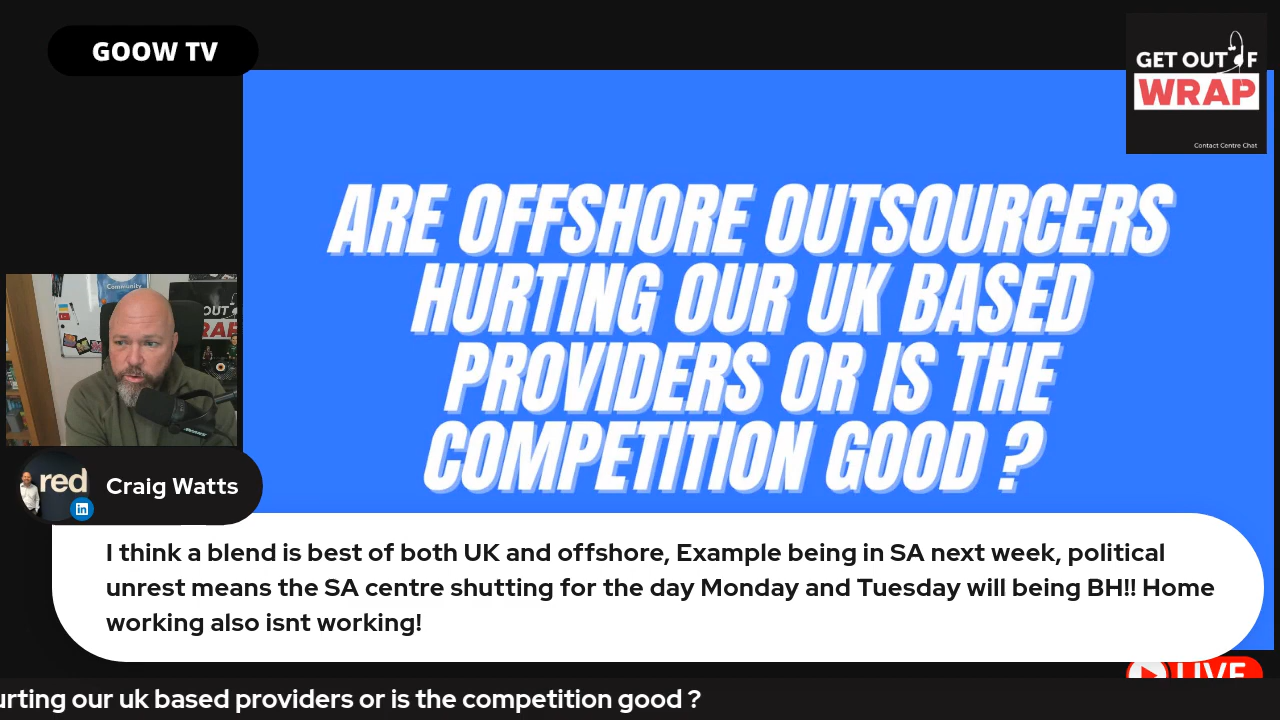 GOOW TV
GET OUT OF
WRAP
Contact Centre Chat
ARE OFFSHORE OUTSOURCERS
HURTING OUR UK BASED
PROVIDERS OR IS THE
COMPETITION GOOD ?
Community
OUT
red
in
Craig Watts
I think a blend is best of both UK and offshore, Example being in SA next week, political
unrest means the SA centre shutting for the day Monday and Tuesday will being BH!! Home
working also isnt working!
LIVE
urting our uk based providers or is the competition good ?